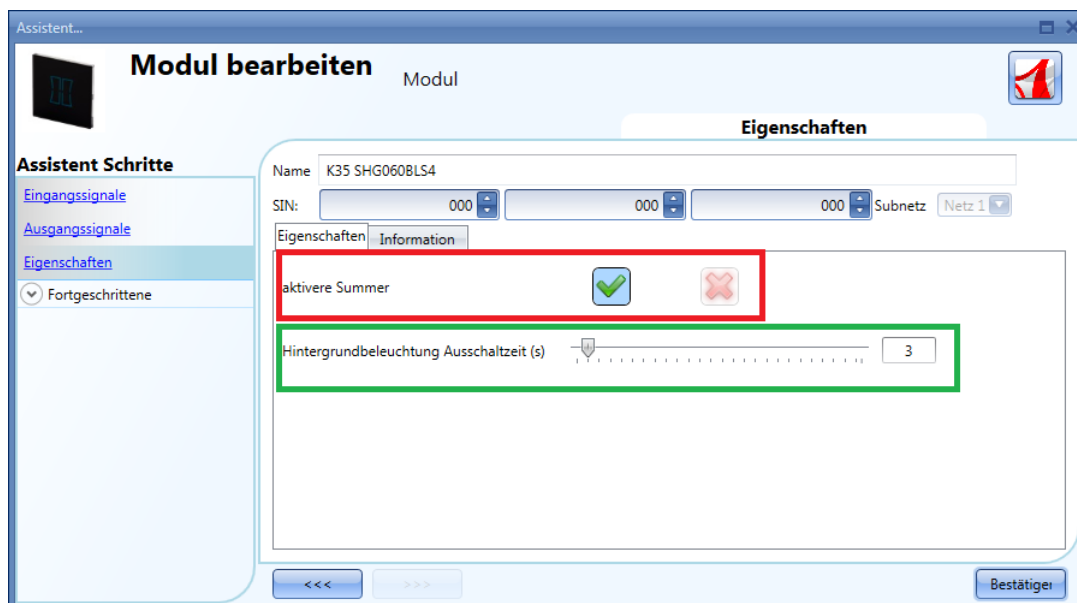 Assistent...
Modul bearbeiten Modul
Eigenschaften
Assistent Schritte
Eingangssignale
Ausgangssignale
Eigenschaften
Fortgeschrittene
Name K35 SHG060BLS4
SIN: 000 000 000 Subnetz Netz 1
Eigenschaften Information
aktivere Summer
Hintergrundbeleuchtung Ausschaltzeit (s) 3
<<< >>> Bestätiger